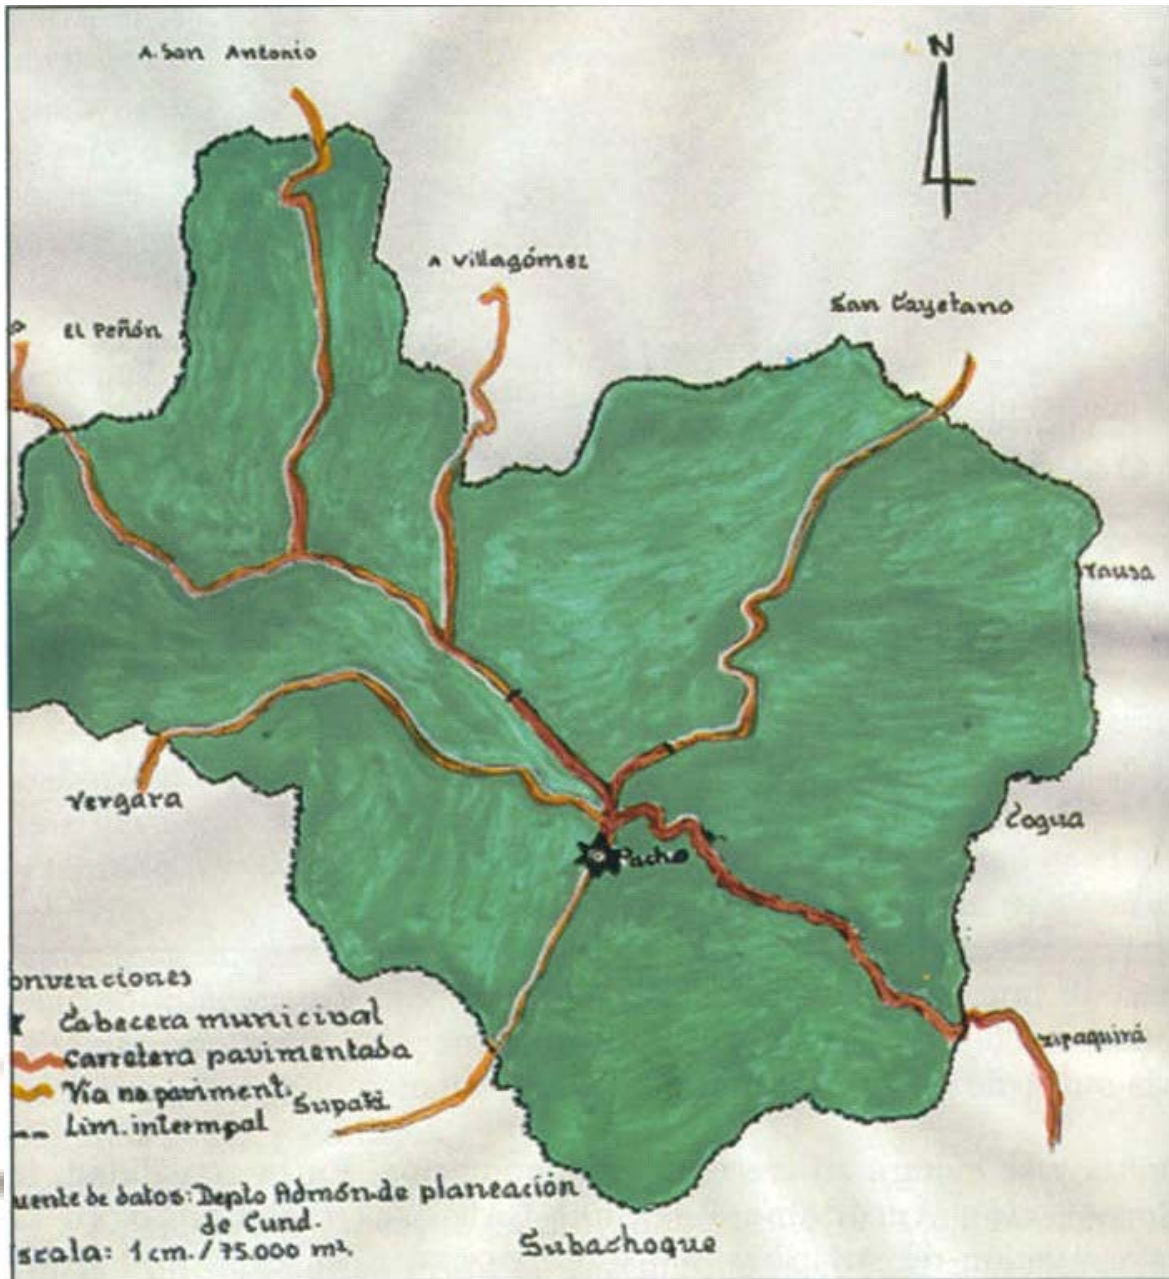 A. San Antonio
N
A Villagómez
San Cayetano
El Peñón
Tausa
Vergara
Cogua
Pacho
onvenciones
Cabecera municipal
Carretera pavimentada
Vía no paviment.
Zipaquirá
Supatá
Lim. intermpal
uente de datos: Depto Admón. de planeación
de Cund.
scala: 1 cm. / 75.000 m².
Subachoque